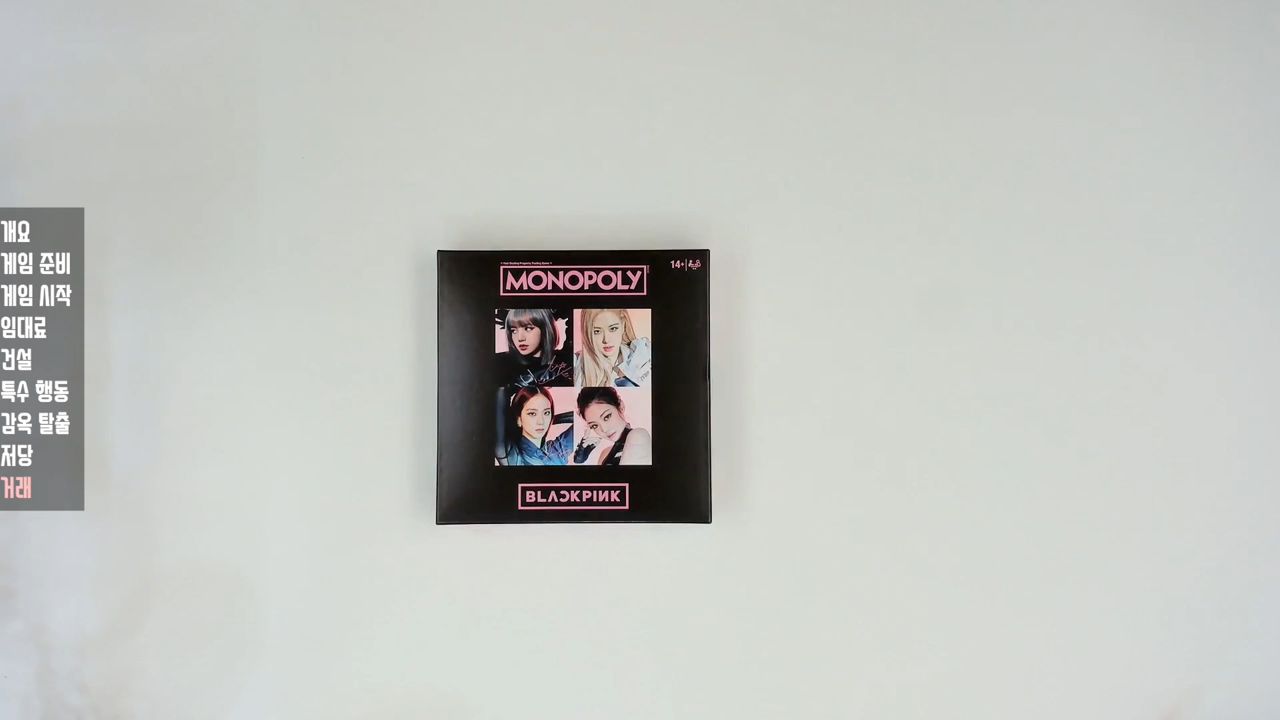 개요
게임 준비
게임 시작
임대료
건설
특수 행동
감옥 탈출
저당
거래
MONOPOLY
14+
BLACKPINK